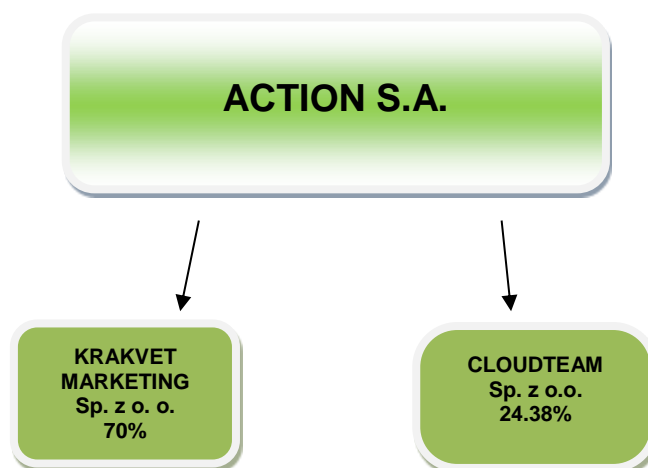 ACTION S.A.
KRAKVET
MARKETING
Sp. z o. o.
70%
CLOUDTEAM
Sp. z o.o.
24.38%